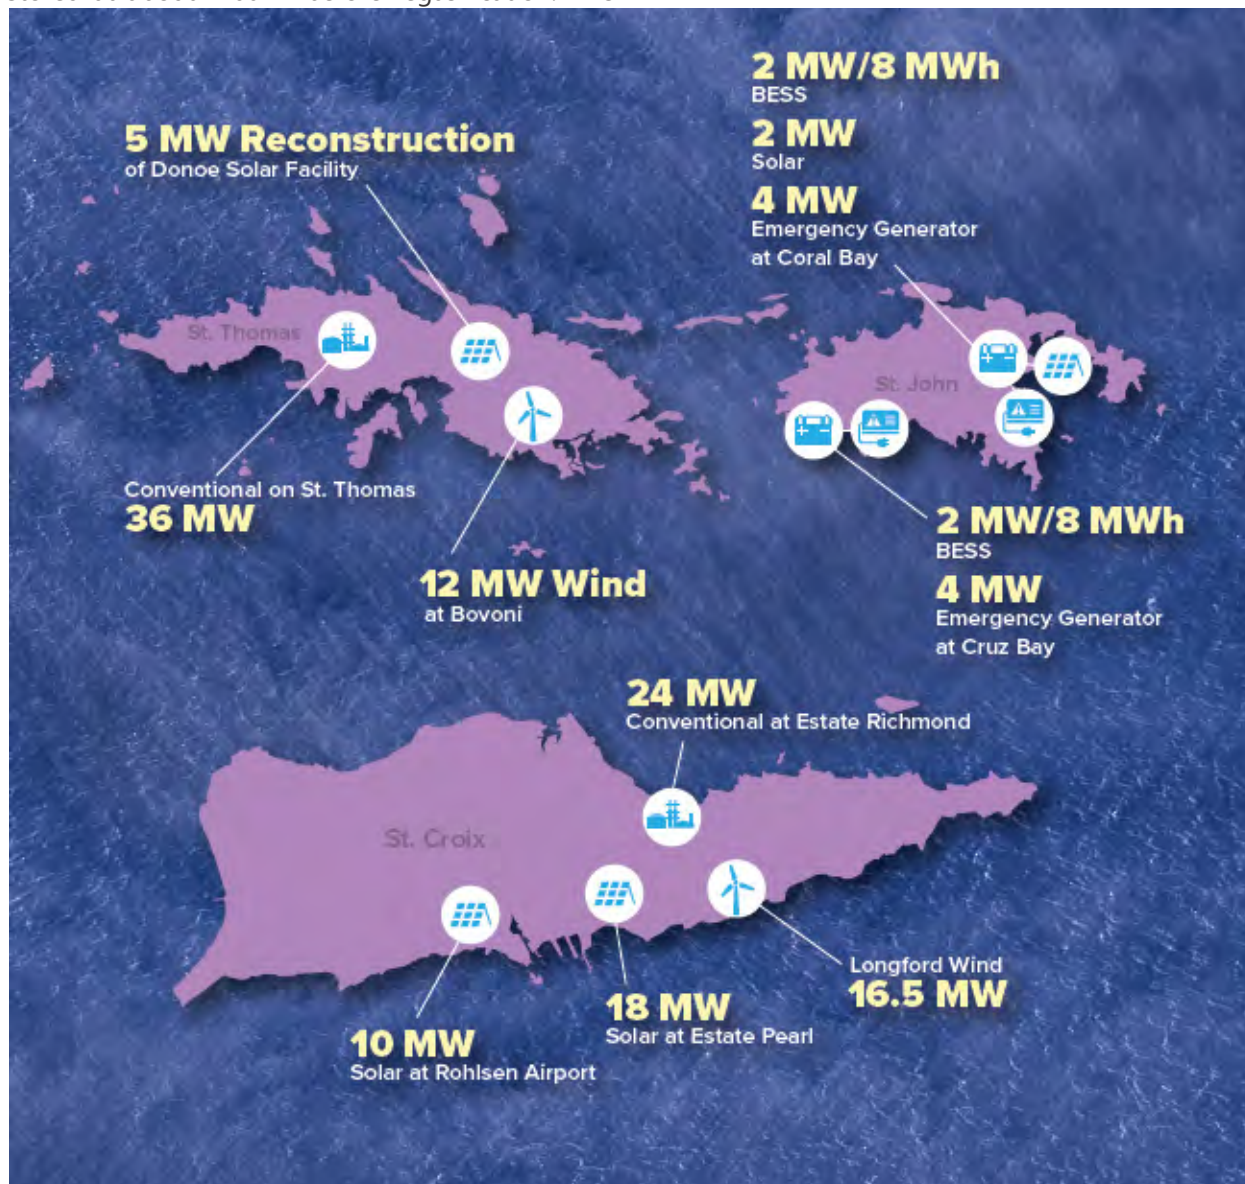 5 MW Reconstruction
of Donoe Solar Facility
2 MW/8 MWh
BESS
2 MW
Solar
4 MW
Emergency Generator
at Coral Bay
St. Thomas
St. John
Conventional on St. Thomas
36 MW
12 MW Wind
at Bovoni
2 MW/8 MWh
BESS
4 MW
Emergency Generator
at Cruz Bay
24 MW
Conventional at Estate Richmond
St. Croix
Longford Wind
16.5 MW
18 MW
Solar at Estate Pearl
10 MW
Solar at Rohlsen Airport